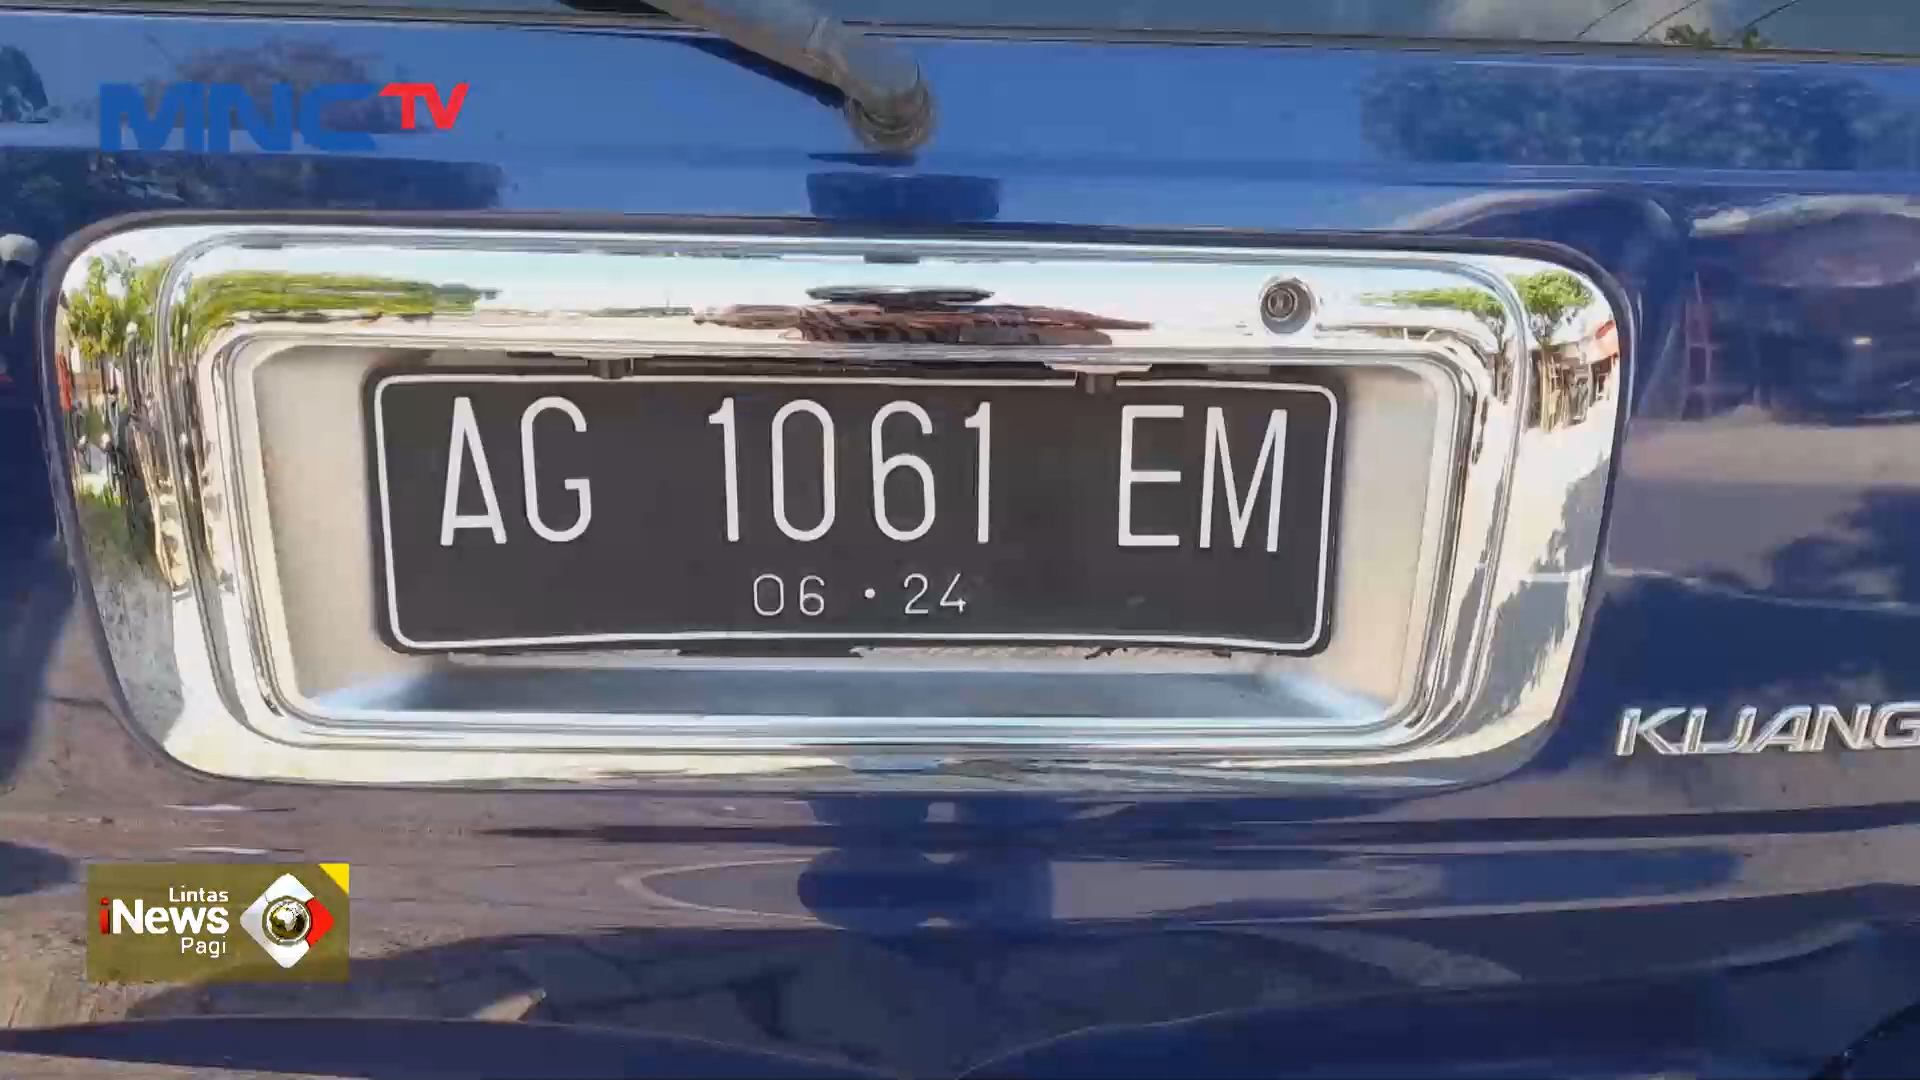 MNCTV
AG 1061 EM
06 · 24
KIJANG
Lintas
iNews
Pagi